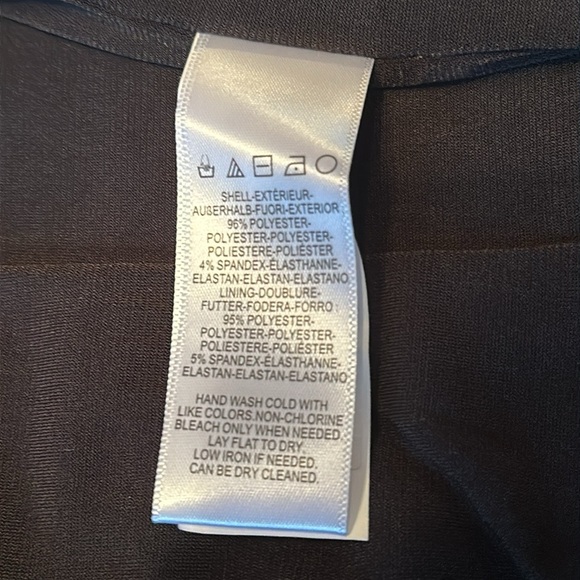 SHELL-EXTÉRIEUR-
AUßERHALB-FUORI-EXTERIOR
96% POLYESTER-
POLYESTER-POLYESTER-
POLIESTERE-POLIÉSTER
4% SPANDEX-ÉLASTHANNE-
ELASTAN-ELASTAN-ELASTANO
LINING-DOUBLURE-
FUTTER-FODERA-FORRO
95% POLYESTER-
POLYESTER-POLYESTER-
POLIESTERE-POLIÉSTER
5% SPANDEX-ÉLASTHANNE-
ELASTAN-ELASTAN-ELASTANO
HAND WASH COLD WITH
LIKE COLORS.NON-CHLORINE
BLEACH ONLY WHEN NEEDED.
LAY FLAT TO DRY.
LOW IRON IF NEEDED.
CAN BE DRY CLEANED.